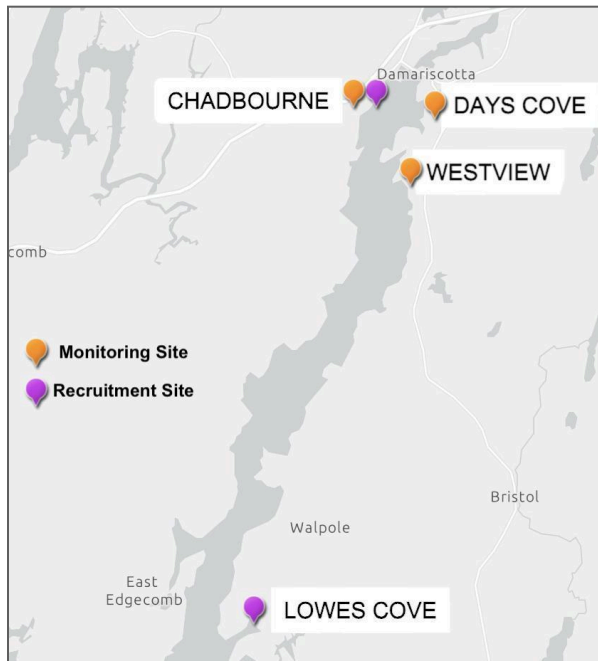 Damariscotta
CHADBOURNE
DAYS COVE
WESTVIEW
comb
Monitoring Site
Recruitment Site
Bristol
Walpole
East
Edgecomb
LOWES COVE